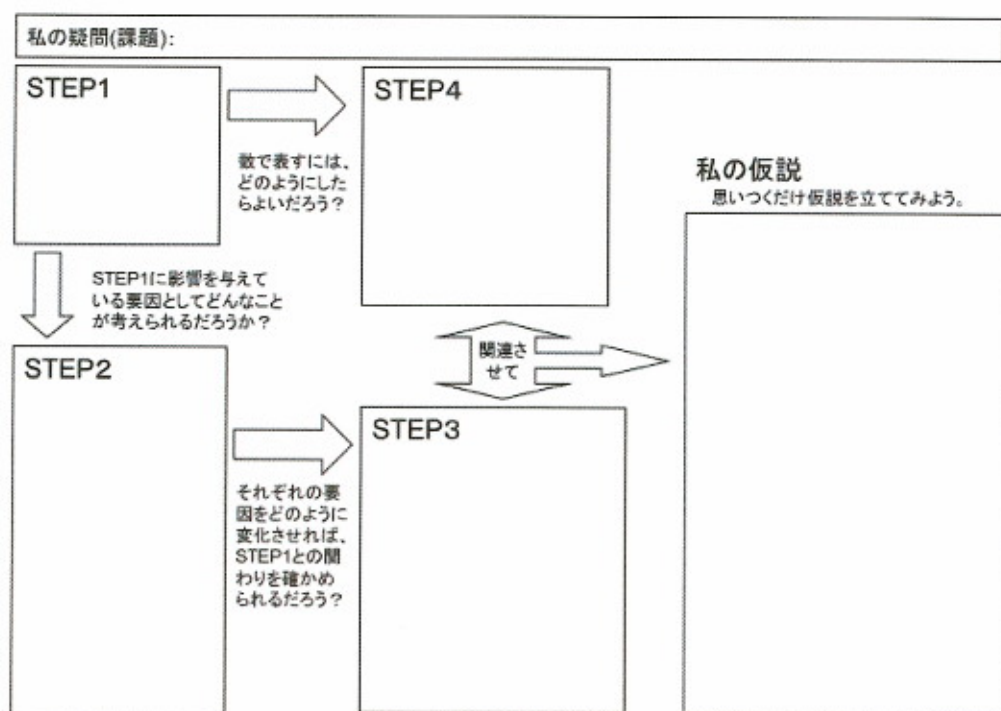 私の疑問(課題):
STEP1
数で表すには、
どのようにした
らよいだろう？
STEP4
STEP1に影響を与えて
いる要因としてどんなこと
が考えられるだろうか？
STEP2
それぞれの要
因をどのように
変化させれば、
STEP1との関
わりを確かめ
られるだろう？
STEP3
関連さ
せて
私の仮説
思いつくだけ仮説を立ててみよう。